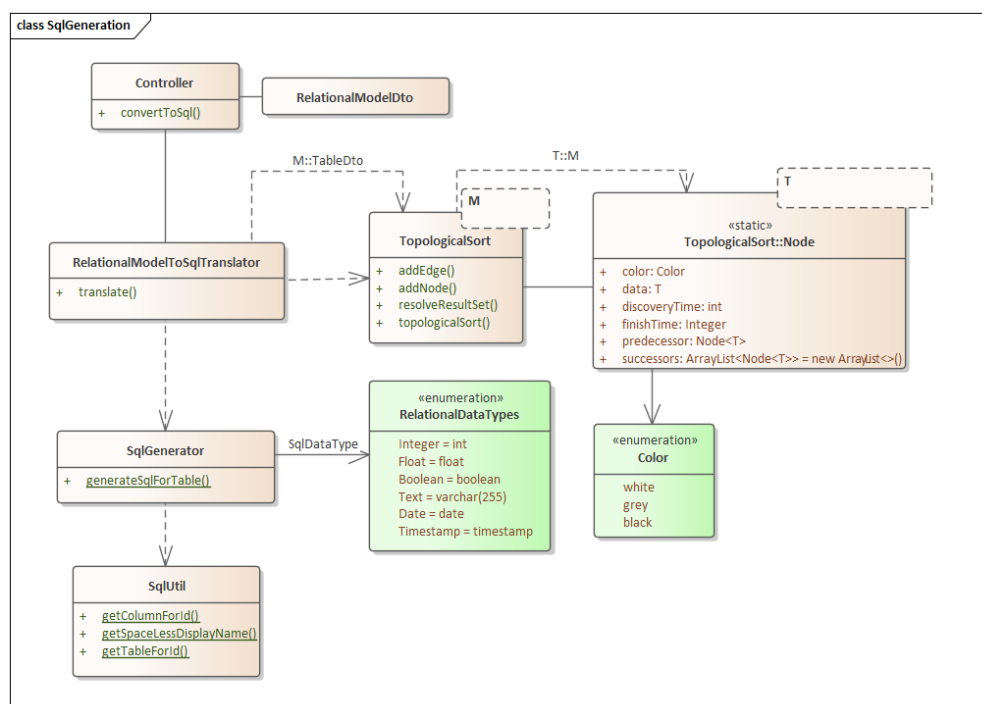 class SqlGeneration
Controller
+ convertToSql()
RelationalModelDto
M::TableDto
T::M
T
M
«static»
TopologicalSort::Node
+ color: Color
+ data: T
+ discoveryTime: int
+ finishTime: Integer
+ predecessor: Node<T>
+ successors: ArrayList<Node<T>> = new ArrayList<>()
TopologicalSort
+ addEdge()
+ addNode()
+ resolveResultSet()
+ topologicalSort()
RelationalModelToSqlTranslator
+ translate()
«enumeration»
RelationalDataTypes
Integer = int
Float = float
Boolean = boolean
Text = varchar(255)
Date = date
Timestamp = timestamp
SqlDataType
SqlGenerator
+ generateSqlForTable()
«enumeration»
Color
white
grey
black
SqlUtil
+ getColumnForId()
+ getSpaceLessDisplayName()
+ getTableForId()